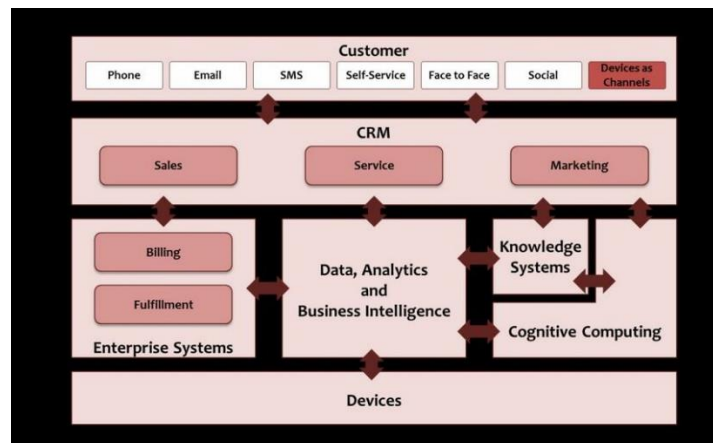 Customer
Phone
Email
SMS
Self-Service
Face to Face
Social
Devices as
Channels
CRM
Sales
Service
Marketing
Billing
Fulfillment
Enterprise Systems
Data, Analytics
and
Business Intelligence
Knowledge
Systems
Cognitive Computing
Devices